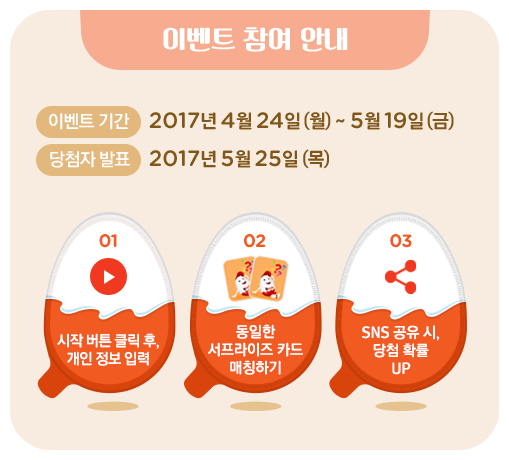 이벤트 참여 안내
이벤트 기간 2017년 4월 24일 (월) ~ 5월 19일 (금)
당첨자 발표 2017년 5월 25일 (목)
01
시작 버튼 클릭 후,
개인 정보 입력
02
동일한
서프라이즈 카드
매칭하기
03
SNS 공유 시,
당첨 확률
UP